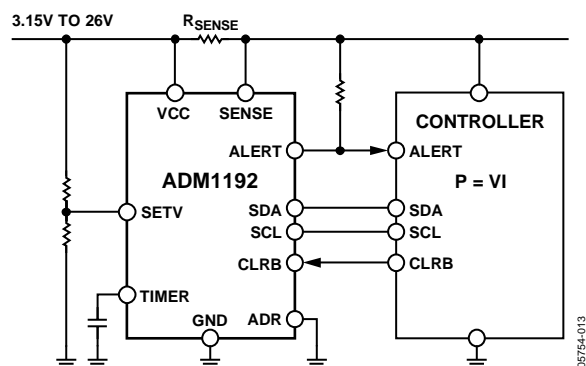 3.15V TO 26V
RSENSE
VCC
SENSE
CONTROLLER
ALERT
ALERT
ADM1192
P = VI
SETV
SDA
SDA
SCL
SCL
CLRB
CLRB
TIMER
GND
ADR
05754-013